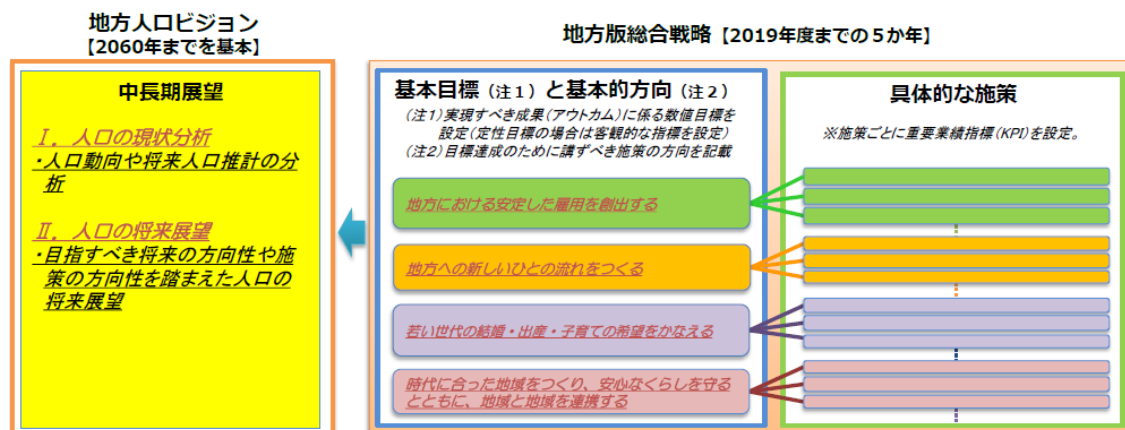 地方人口ビジョン
【2060年までを基本】
中長期展望
Ⅰ．人口の現状分析
・人口動向や将来人口推計の分
析
Ⅱ．人口の将来展望
・目指すべき将来の方向性や施
策の方向性を踏まえた人口の
将来展望
地方版総合戦略【2019年度までの５か年】
基本目標（注１）と基本的方向（注２）
（注１）実現すべき成果（アウトカム）に係る数値目標を
設定（定性目標の場合は客観的な指標を設定）
（注２）目標達成のために講ずべき施策の方向を記載
地方における安定した雇用を創出する
地方への新しいひとの流れをつくる
若い世代の結婚・出産・子育ての希望をかなえる
時代に合った地域をつくり、安心なくらしを守る
とともに、地域と地域を連携する
具体的な施策
※施策ごとに重要業績指標（KPI）を設定。